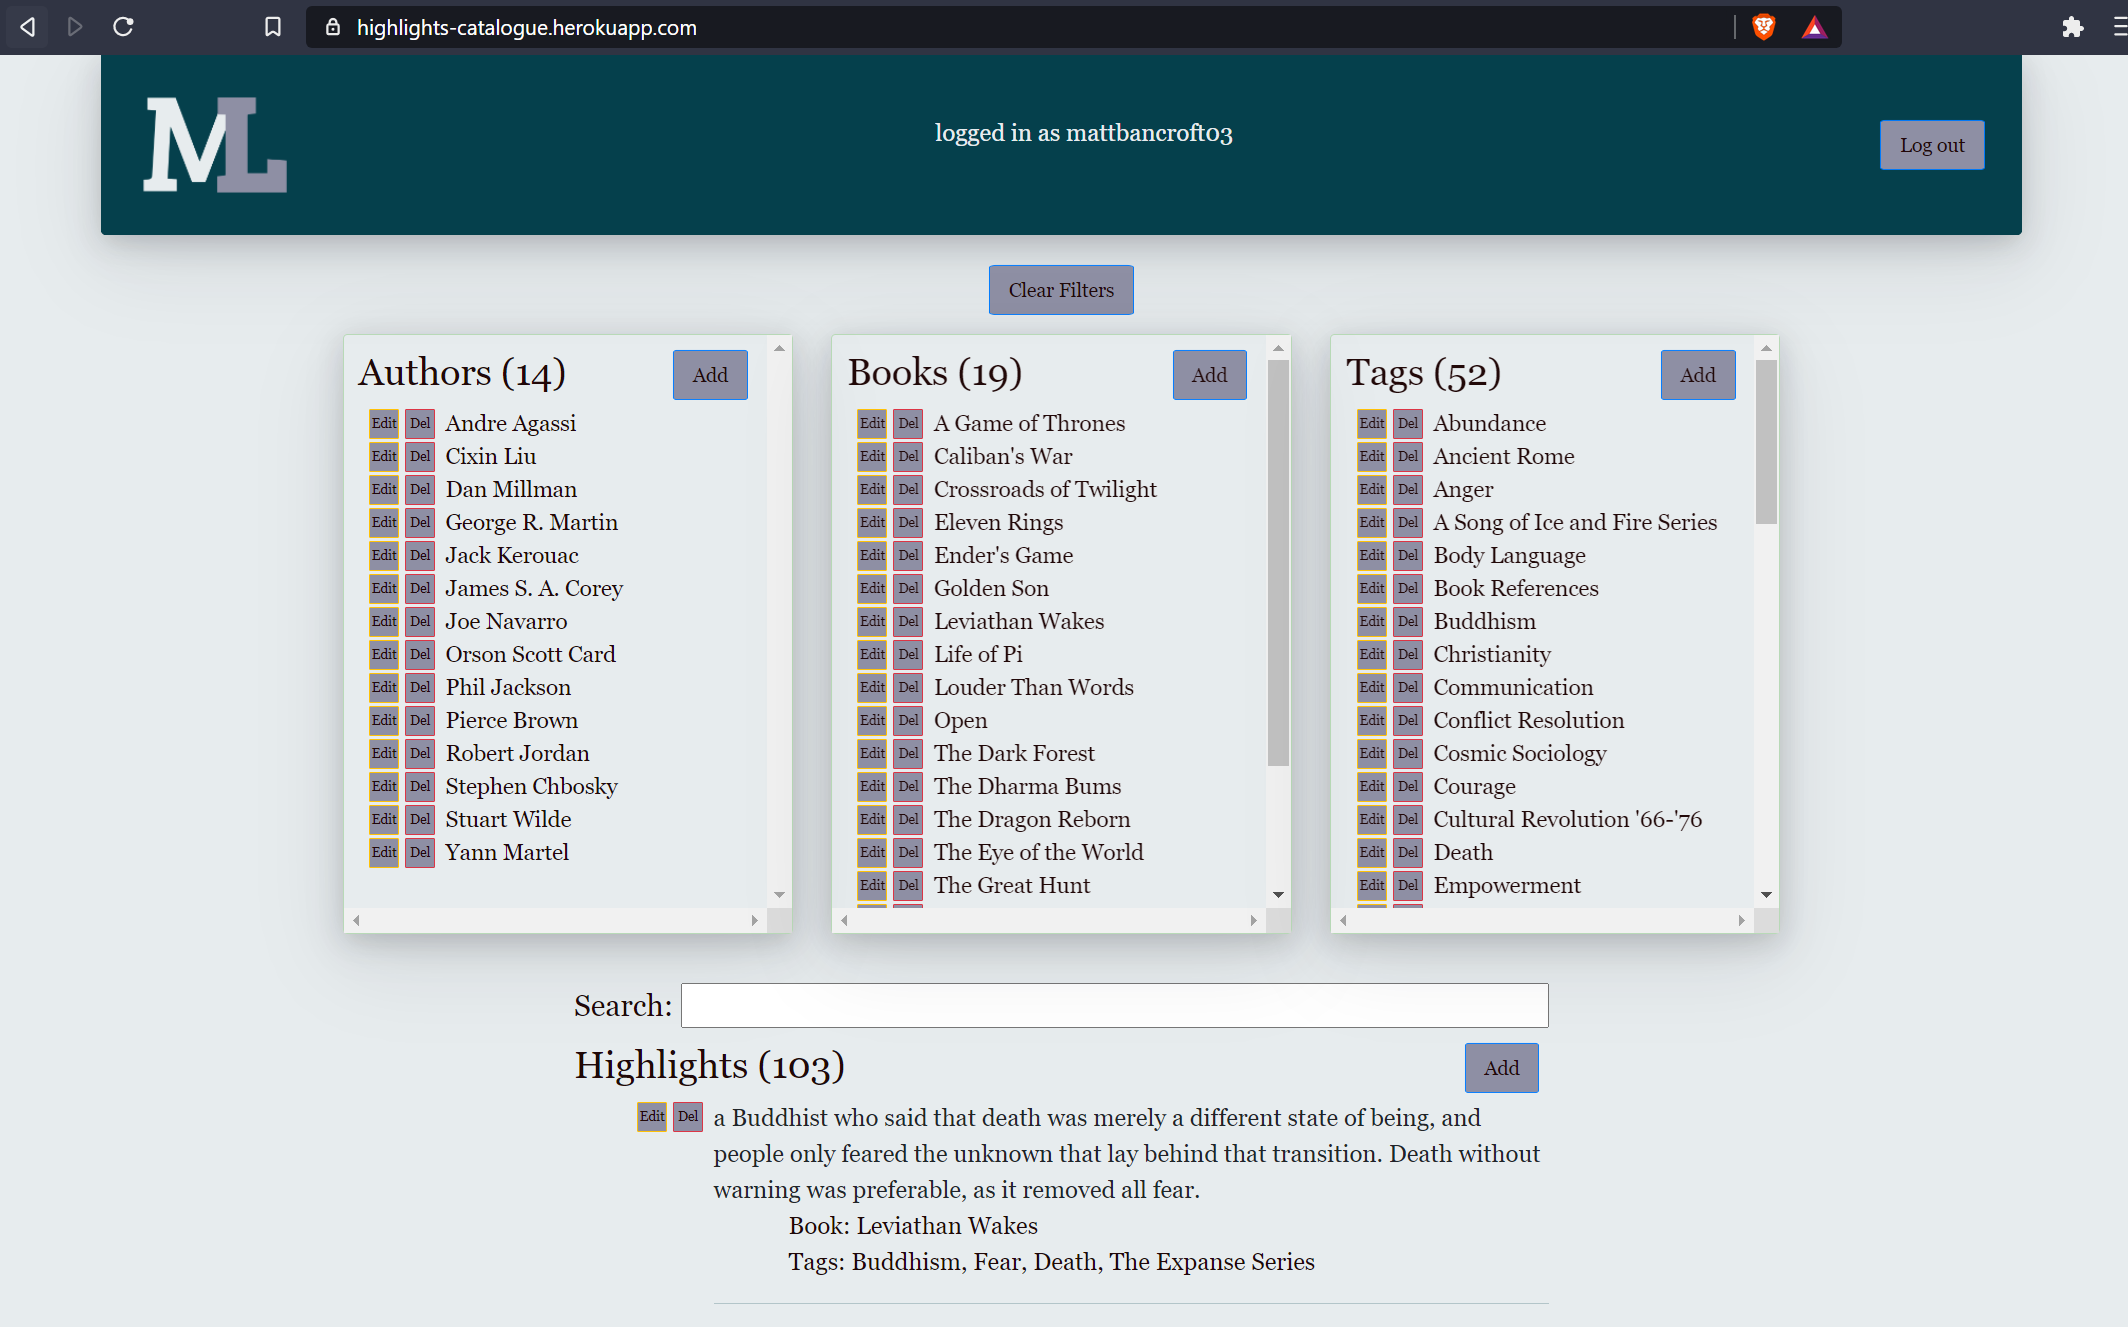 highlights-catalogue.herokuapp.com
ML
logged in as mattbancroft03
Log out
Clear Filters
Authors (14)
Add
Edit Del Andre Agassi
Edit Del Cixin Liu
Edit Del Dan Millman
Edit Del George R. Martin
Edit Del Jack Kerouac
Edit Del James S. A. Corey
Edit Del Joe Navarro
Edit Del Orson Scott Card
Edit Del Phil Jackson
Edit Del Pierce Brown
Edit Del Robert Jordan
Edit Del Stephen Chbosky
Edit Del Stuart Wilde
Edit Del Yann Martel
Books (19)
Add
Edit Del A Game of Thrones
Edit Del Caliban's War
Edit Del Crossroads of Twilight
Edit Del Eleven Rings
Edit Del Ender's Game
Edit Del Golden Son
Edit Del Leviathan Wakes
Edit Del Life of Pi
Edit Del Louder Than Words
Edit Del Open
Edit Del The Dark Forest
Edit Del The Dharma Bums
Edit Del The Dragon Reborn
Edit Del The Eye of the World
Edit Del The Great Hunt
Tags (52)
Add
Edit Del Abundance
Edit Del Ancient Rome
Edit Del Anger
Edit Del A Song of Ice and Fire Series
Edit Del Body Language
Edit Del Book References
Edit Del Buddhism
Edit Del Christianity
Edit Del Communication
Edit Del Conflict Resolution
Edit Del Cosmic Sociology
Edit Del Courage
Edit Del Cultural Revolution '66-'76
Edit Del Death
Edit Del Empowerment
Search:
Highlights (103)
Add
Edit Del a Buddhist who said that death was merely a different state of being, and
people only feared the unknown that lay behind that transition. Death without
warning was preferable, as it removed all fear.
Book: Leviathan Wakes
Tags: Buddhism, Fear, Death, The Expanse Series